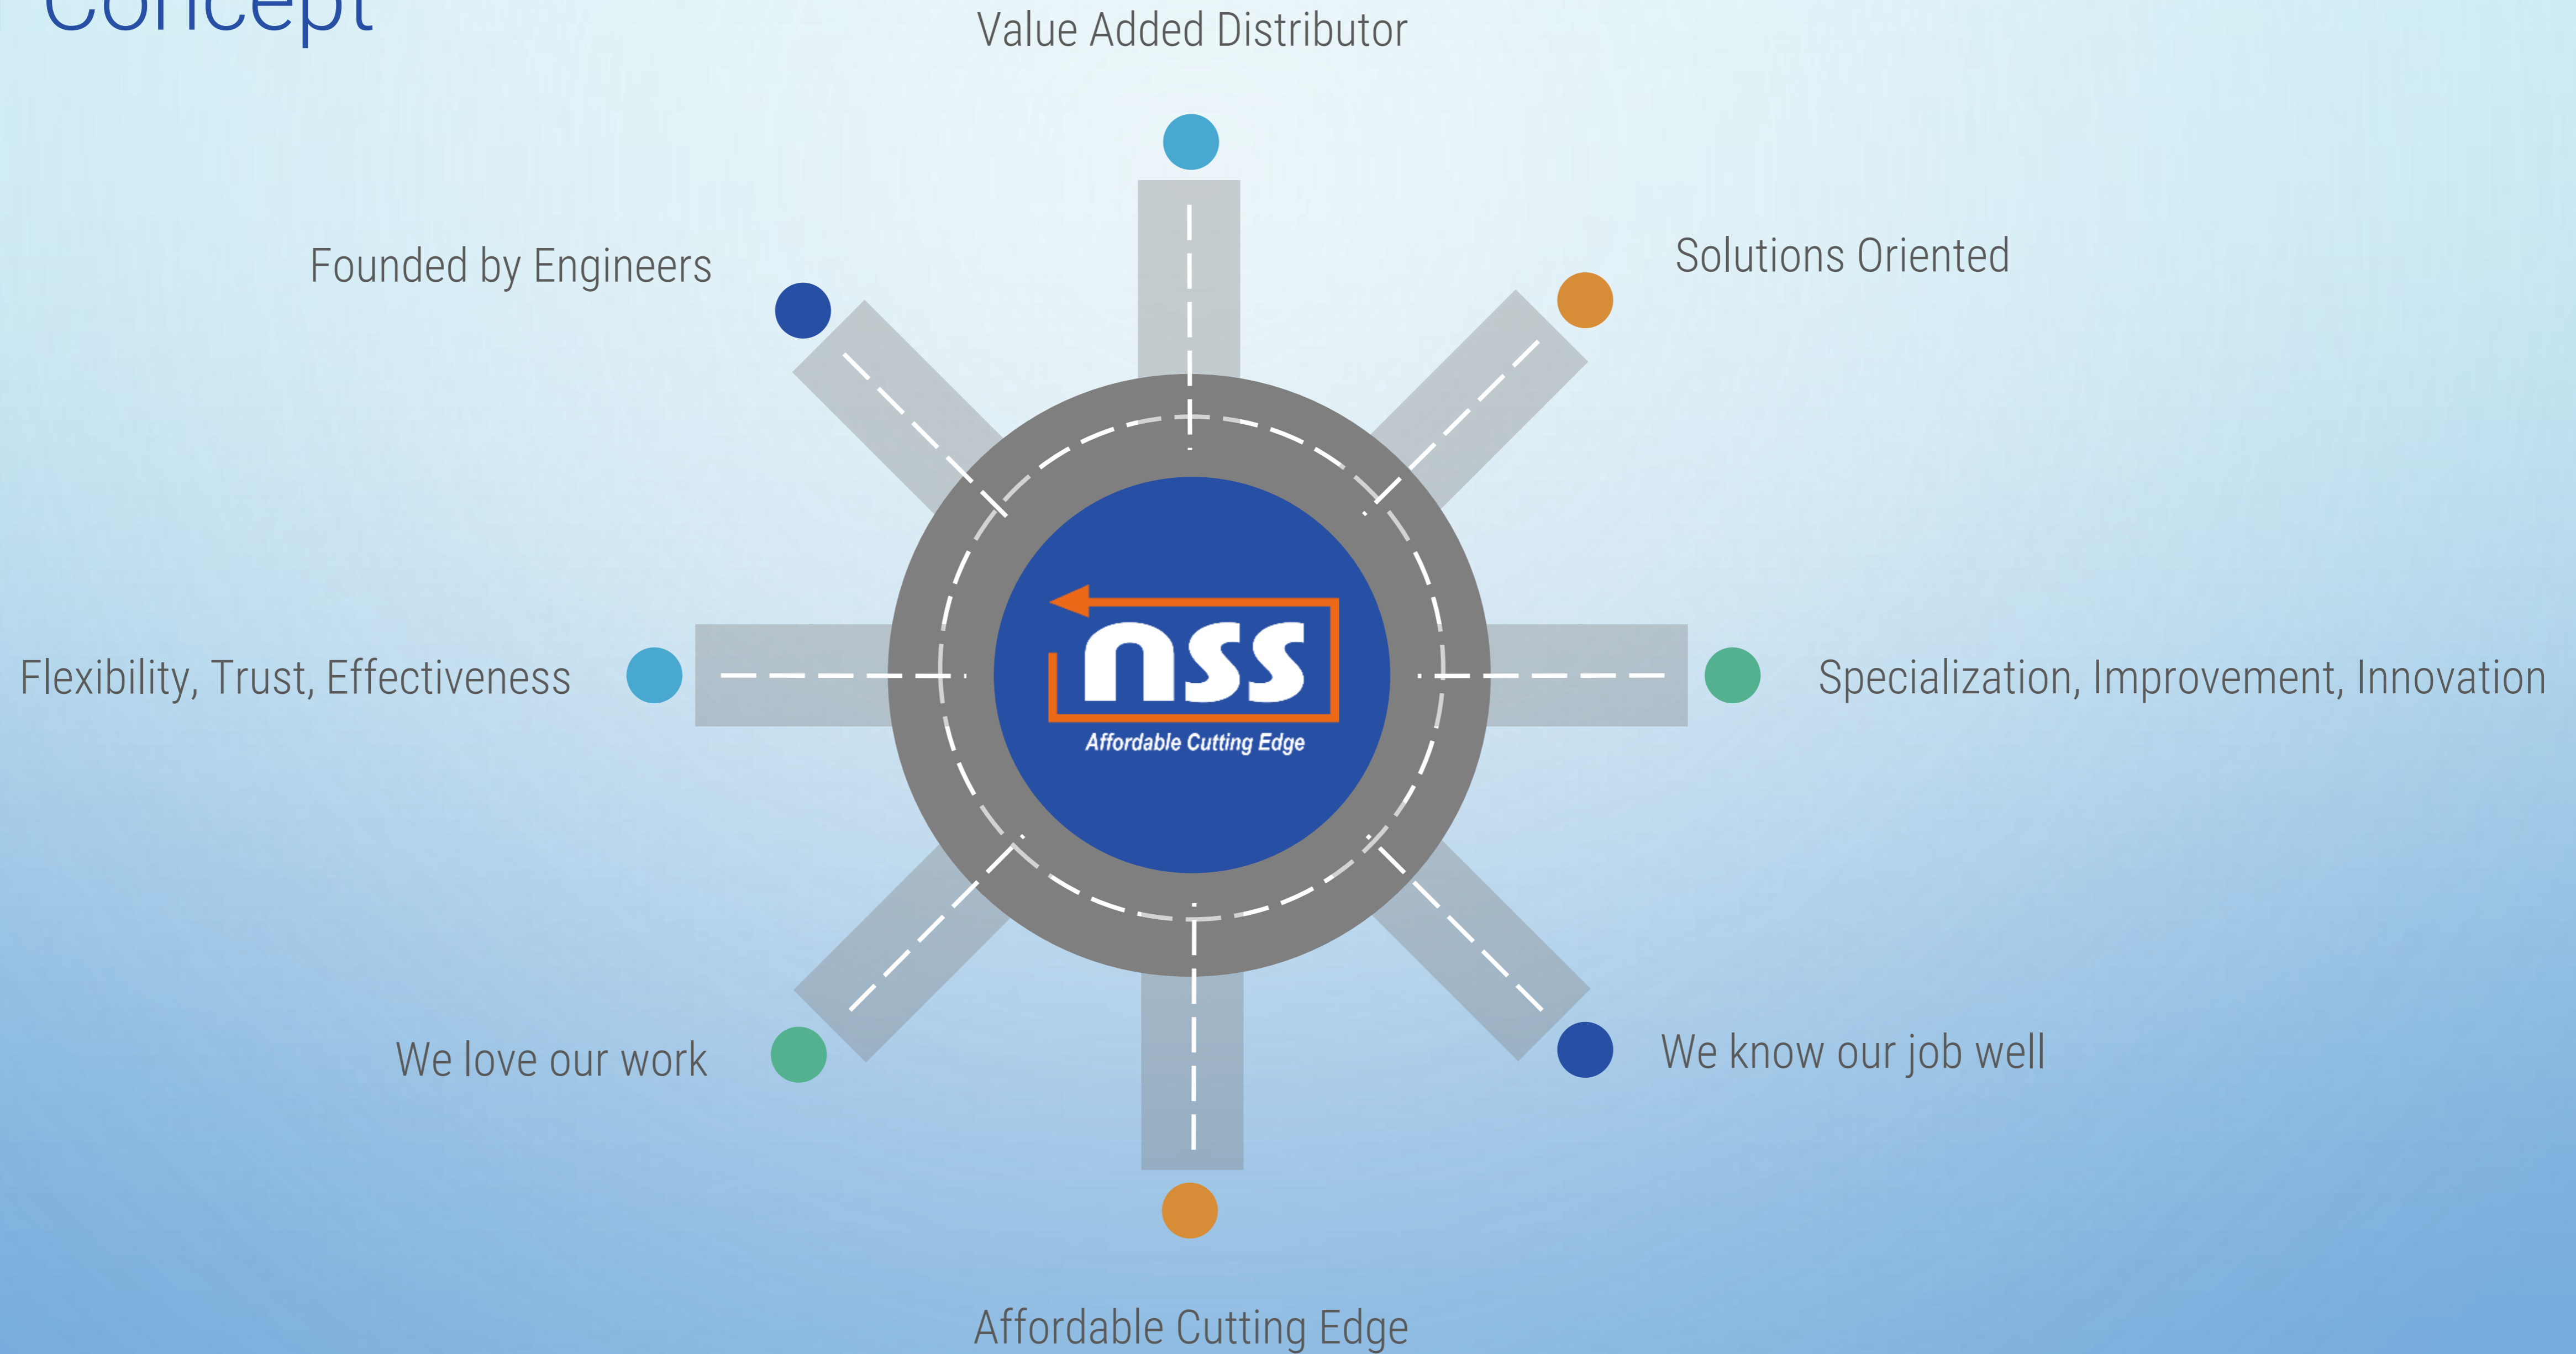 Concept
Value Added Distributor
Founded by Engineers
Solutions Oriented
Flexibility, Trust, Effectiveness
nss
Affordable Cutting Edge
Specialization, Improvement, Innovation
We love our work
We know our job well
Affordable Cutting Edge